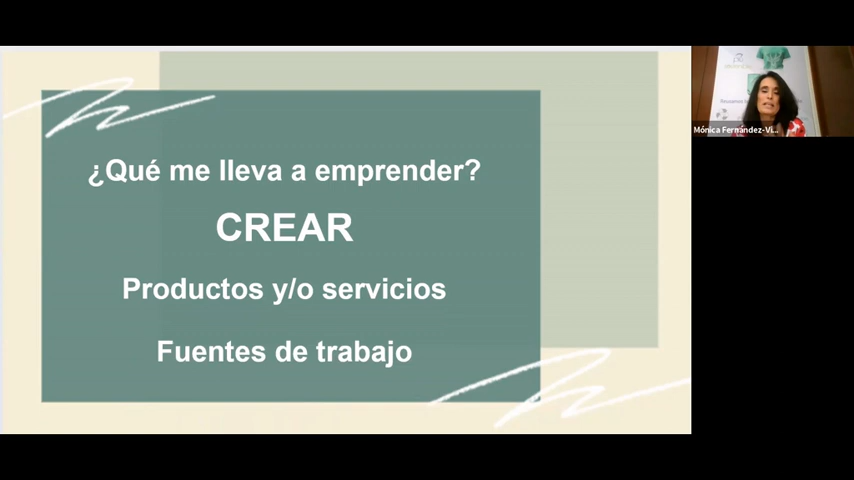 ¿Qué me lleva a emprender?
CREAR
Productos y/o servicios
Fuentes de trabajo
Mónica Fernández-Vi...